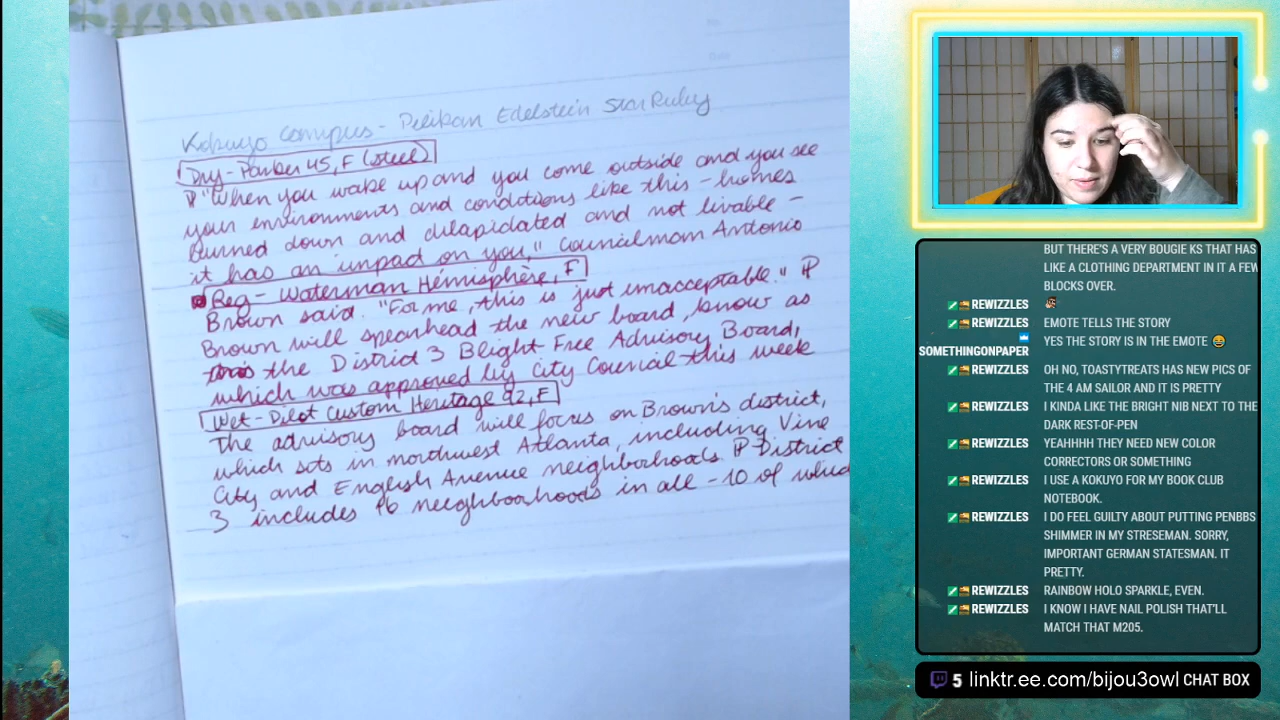 Kokuyo Campus - Pelikan Edelstein Star Ruby
Dry - Parker 45, F (steel)
¶ "When you wake up and you come outside and you see
your environments and conditions like this - homes
burned down and dilapidated and not livable -
it has an impact on you," Councilmam Antonio
Reg - Waterman Hémisphère, F
Brown said. "For me, this is just unacceptable." ¶
Brown will spearhead the new board, know as
the District 3 Blight Free Advisory Board,
which was approved by City Council this week
Wet - Pilot Custom Heritage 92, F
The advisory board will focus on Brown's district,
which sits in northwest Atlanta, including Vine
City and English Avenue neighborhoods. ¶ District
3 includes 16 neighborhoods in all - 10 of which
BUT THERE'S A VERY BOUGIE KS THAT HAS
LIKE A CLOTHING DEPARTMENT IN IT A FEW
BLOCKS OVER.
REWIZZLES
REWIZZLES EMOTE TELLS THE STORY
SOMETHINGONPAPER YES THE STORY IS IN THE EMOTE
REWIZZLES OH NO, TOASTYTREATS HAS NEW PICS OF
THE 4 AM SAILOR AND IT IS PRETTY
REWIZZLES I KINDA LIKE THE BRIGHT NIB NEXT TO THE
DARK REST-OF-PEN
REWIZZLES YEAHHHH THEY NEED NEW COLOR
CORRECTORS OR SOMETHING
REWIZZLES I USE A KOKUYO FOR MY BOOK CLUB
NOTEBOOK.
REWIZZLES I DO FEEL GUILTY ABOUT PUTTING PENBBS
SHIMMER IN MY STRESEMAN. SORRY,
IMPORTANT GERMAN STATESMAN. IT
PRETTY.
REWIZZLES RAINBOW HOLO SPARKLE, EVEN.
REWIZZLES I KNOW I HAVE NAIL POLISH THAT'LL
MATCH THAT M205.
5 linktr.ee.com/bijou3owl CHAT BOX